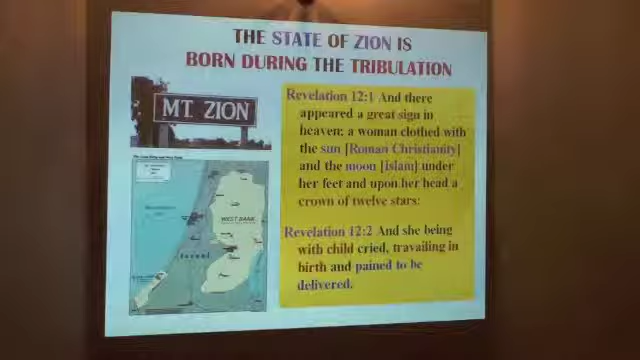 THE STATE OF ZION IS
BORN DURING THE TRIBULATION
MT. ZION
Revelation 12:1 And there
appeared a great sign in
heaven: a woman clothed with
the sun [Roman Christianity]
and the moon [islam] under
her feet and upon her head a
crown of twelve stars:
Revelation 12:2 And she being
with child cried, travailing in
birth and pained to be
delivered.
WEST BANK
Israel